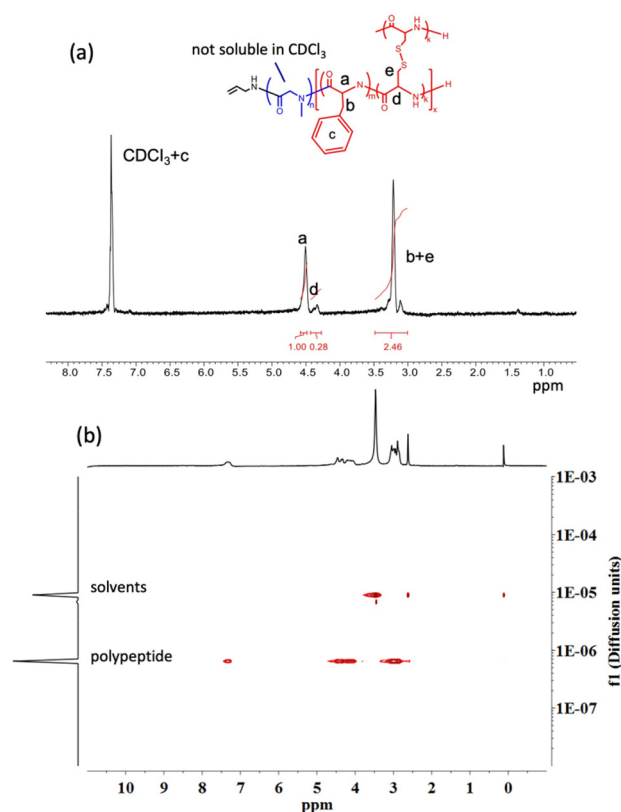 (a)
not soluble in CDCl3
O
H
N
k
S
S
e
H
N
O
N
n
a
O
H
N
m
b
c
O
d
H
N
k
x
H
CDCl3+c
a
d
b+e
1.00 0.28 2.46
8.0 7.5 7.0 6.5 6.0 5.5 5.0 4.5 4.0 3.5 3.0 2.5 2.0 1.5 1.0
ppm
(b)
1E-03
1E-04
solvents
1E-05
polypeptide
1E-06
1E-07
f1 (Diffusion units)
10 9 8 7 6 5 4 3 2 1 0
ppm